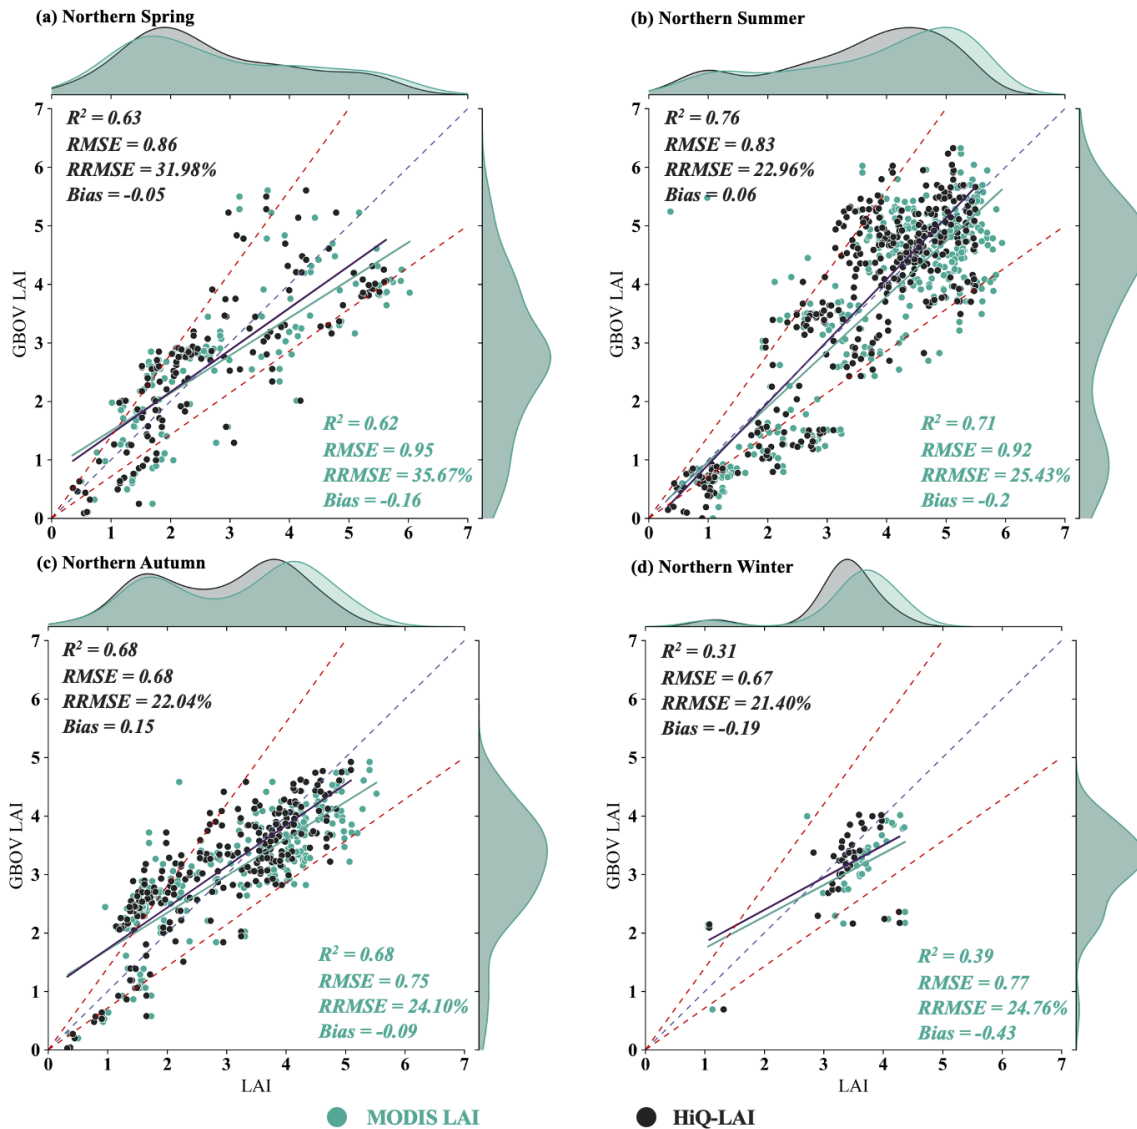 (a) Northern Spring
R² = 0.63
RMSE = 0.86
RRMSE = 31.98%
Bias = -0.05
R² = 0.62
RMSE = 0.95
RRMSE = 35.67%
Bias = -0.16
GBOV LAI
7
6
5
4
3
2
1
0
0 1 2 3 4 5 6 7
(b) Northern Summer
R² = 0.76
RMSE = 0.83
RRMSE = 22.96%
Bias = 0.06
R² = 0.71
RMSE = 0.92
RRMSE = 25.43%
Bias = -0.2
GBOV LAI
7
6
5
4
3
2
1
0
0 1 2 3 4 5 6 7
(c) Northern Autumn
R² = 0.68
RMSE = 0.68
RRMSE = 22.04%
Bias = 0.15
R² = 0.68
RMSE = 0.75
RRMSE = 24.10%
Bias = -0.09
GBOV LAI
7
6
5
4
3
2
1
0
0 1 2 3 4 5 6 7
LAI
(d) Northern Winter
R² = 0.31
RMSE = 0.67
RRMSE = 21.40%
Bias = -0.19
R² = 0.39
RMSE = 0.77
RRMSE = 24.76%
Bias = -0.43
GBOV LAI
7
6
5
4
3
2
1
0
0 1 2 3 4 5 6 7
LAI
MODIS LAI
HiQ-LAI